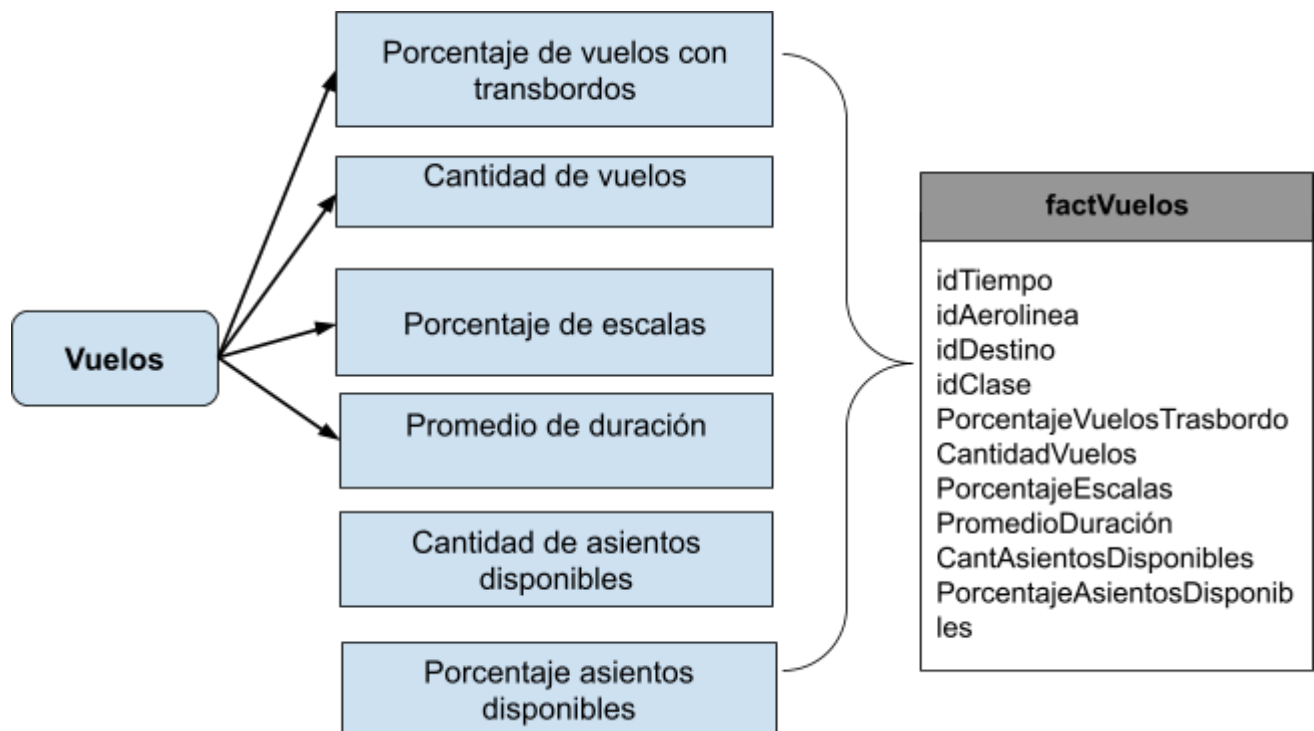 Vuelos
Porcentaje de vuelos con
transbordos
Cantidad de vuelos
Porcentaje de escalas
Promedio de duración
Cantidad de asientos
disponibles
Porcentaje asientos
disponibles
factVuelos
idTiempo
idAerolinea
idDestino
idClase
PorcentajeVuelosTrasbordo
CantidadVuelos
PorcentajeEscalas
PromedioDuración
CantAsientosDisponibles
PorcentajeAsientosDisponib
les